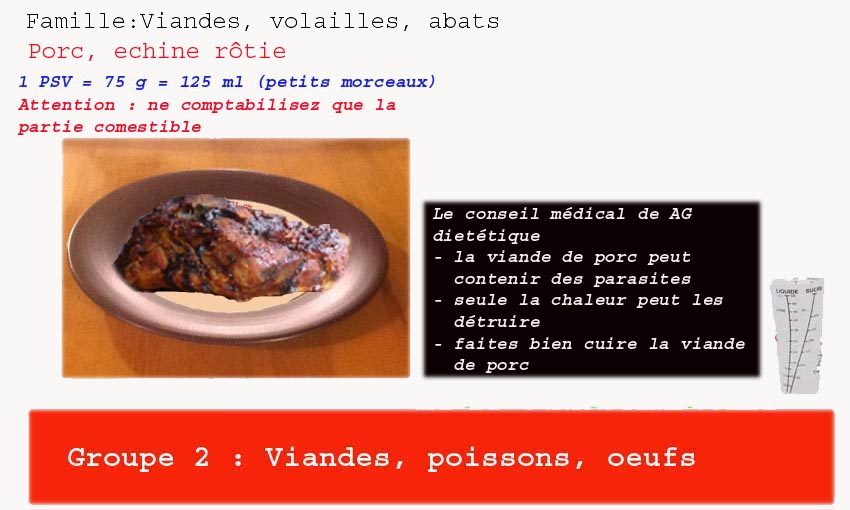 Famille:Viandes, volailles, abats
Porc, echine rôtie
1 PSV = 75 g = 125 ml (petits morceaux)
Attention : ne comptabilisez que la
partie comestible
Le conseil médical de AG
dietétique
- la viande de porc peut
contenir des parasites
- seule la chaleur peut les
détruire
- faites bien cuire la viande
de porc
LIQUIDE SUCRE
Groupe 2 : Viandes, poissons, oeufs